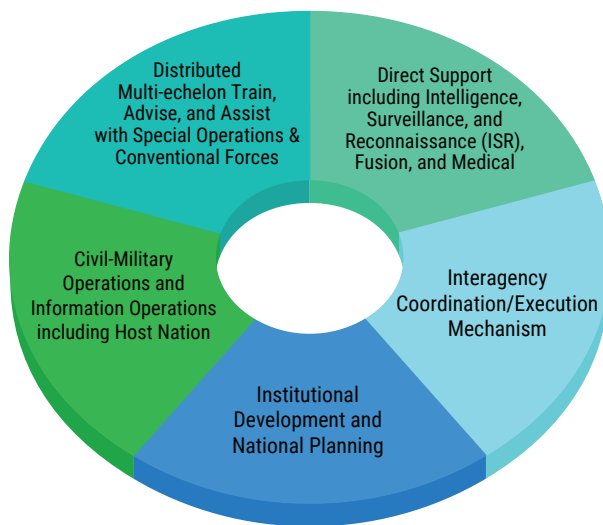 Distributed
Multi-echelon Train,
Advise, and Assist
with Special Operations &
Conventional Forces
Direct Support
including Intelligence,
Surveillance, and
Reconnaissance (ISR),
Fusion, and Medical
Civil-Military
Operations and
Information Operations
including Host Nation
Interagency
Coordination/Execution
Mechanism
Institutional
Development and
National Planning